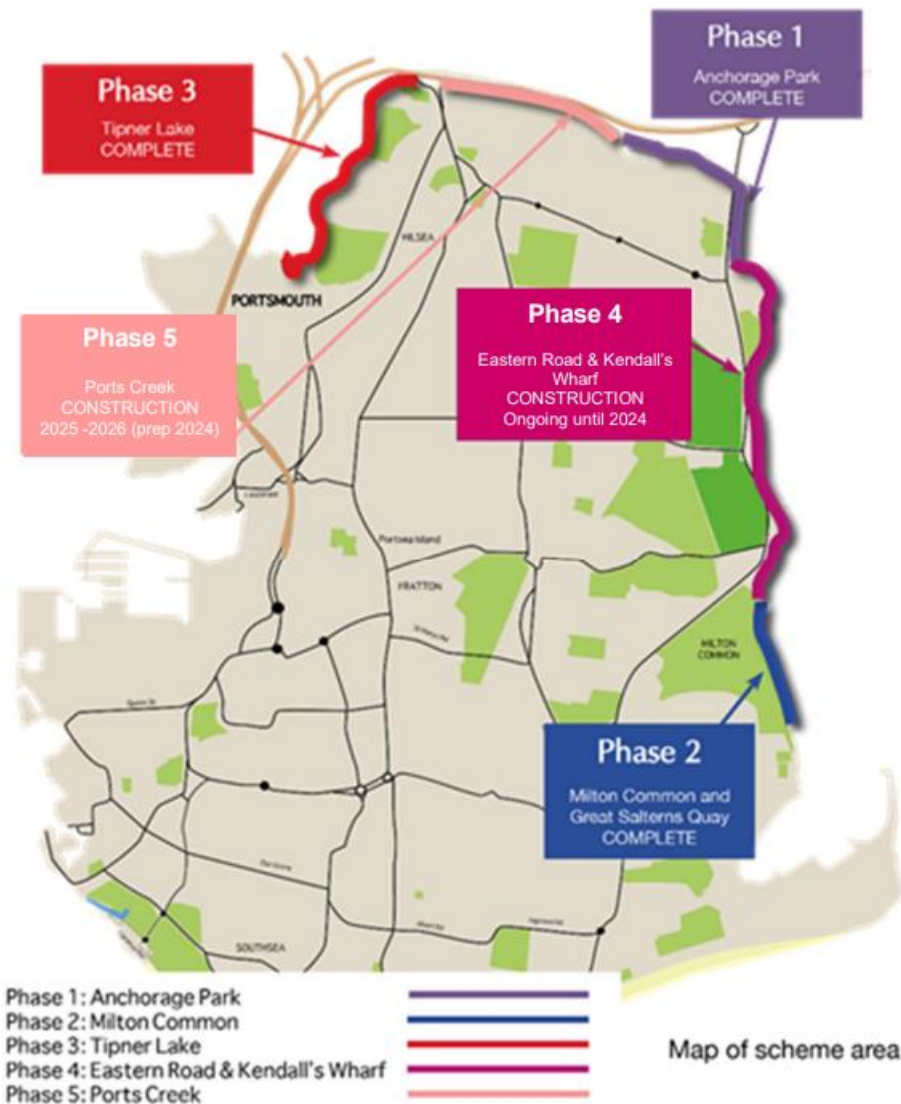 Phase 1
Anchorage Park
COMPLETE
Phase 3
Tipner Lake
COMPLETE
HILSEA
PORTSMOUTH
Phase 5
Ports Creek
CONSTRUCTION
2025 -2026 (prep 2024)
Phase 4
Eastern Road & Kendall's
Wharf
CONSTRUCTION
Ongoing until 2024
Portsea Island
FRATTON
MILTON
COMMON
Phase 2
Milton Common and
Great Salterns Quay
COMPLETE
SOUTHSEA
Phase 1: Anchorage Park
Phase 2: Milton Common
Phase 3: Tipner Lake
Phase 4: Eastern Road & Kendall's Wharf
Phase 5: Ports Creek
Map of scheme area